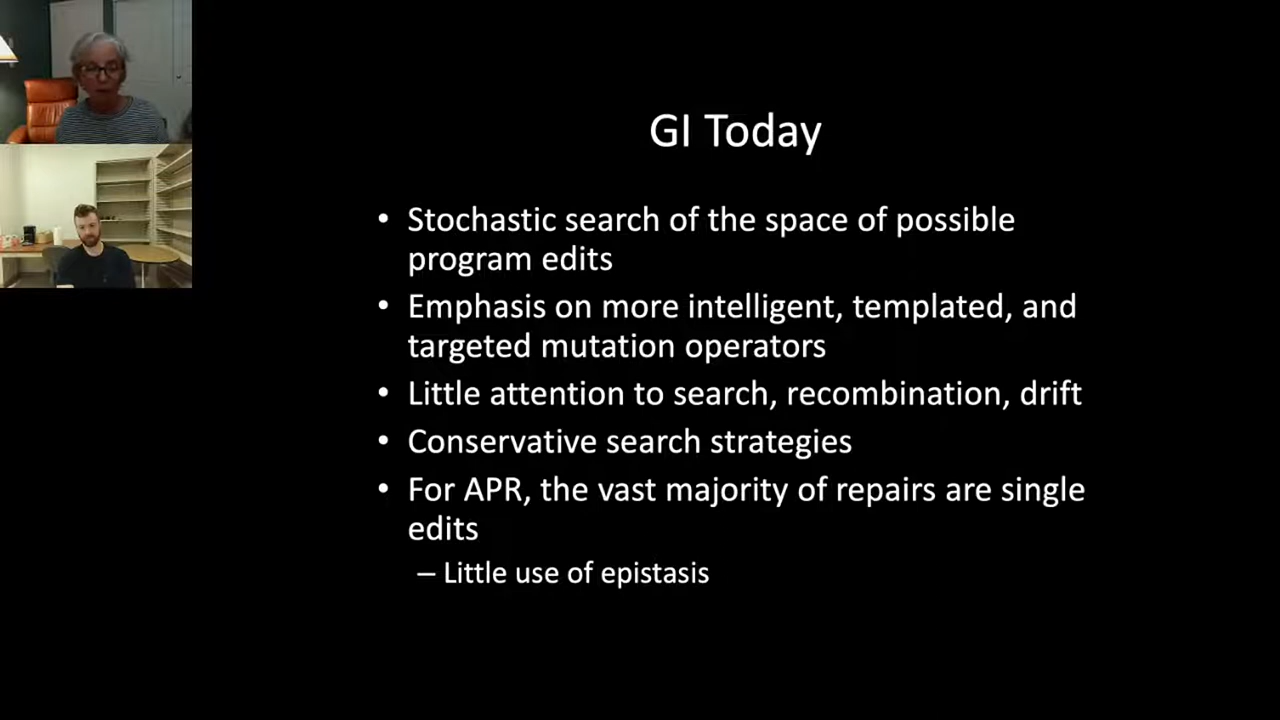 GI Today
• Stochastic search of the space of possible
program edits
• Emphasis on more intelligent, templated, and
targeted mutation operators
• Little attention to search, recombination, drift
• Conservative search strategies
• For APR, the vast majority of repairs are single
edits
– Little use of epistasis